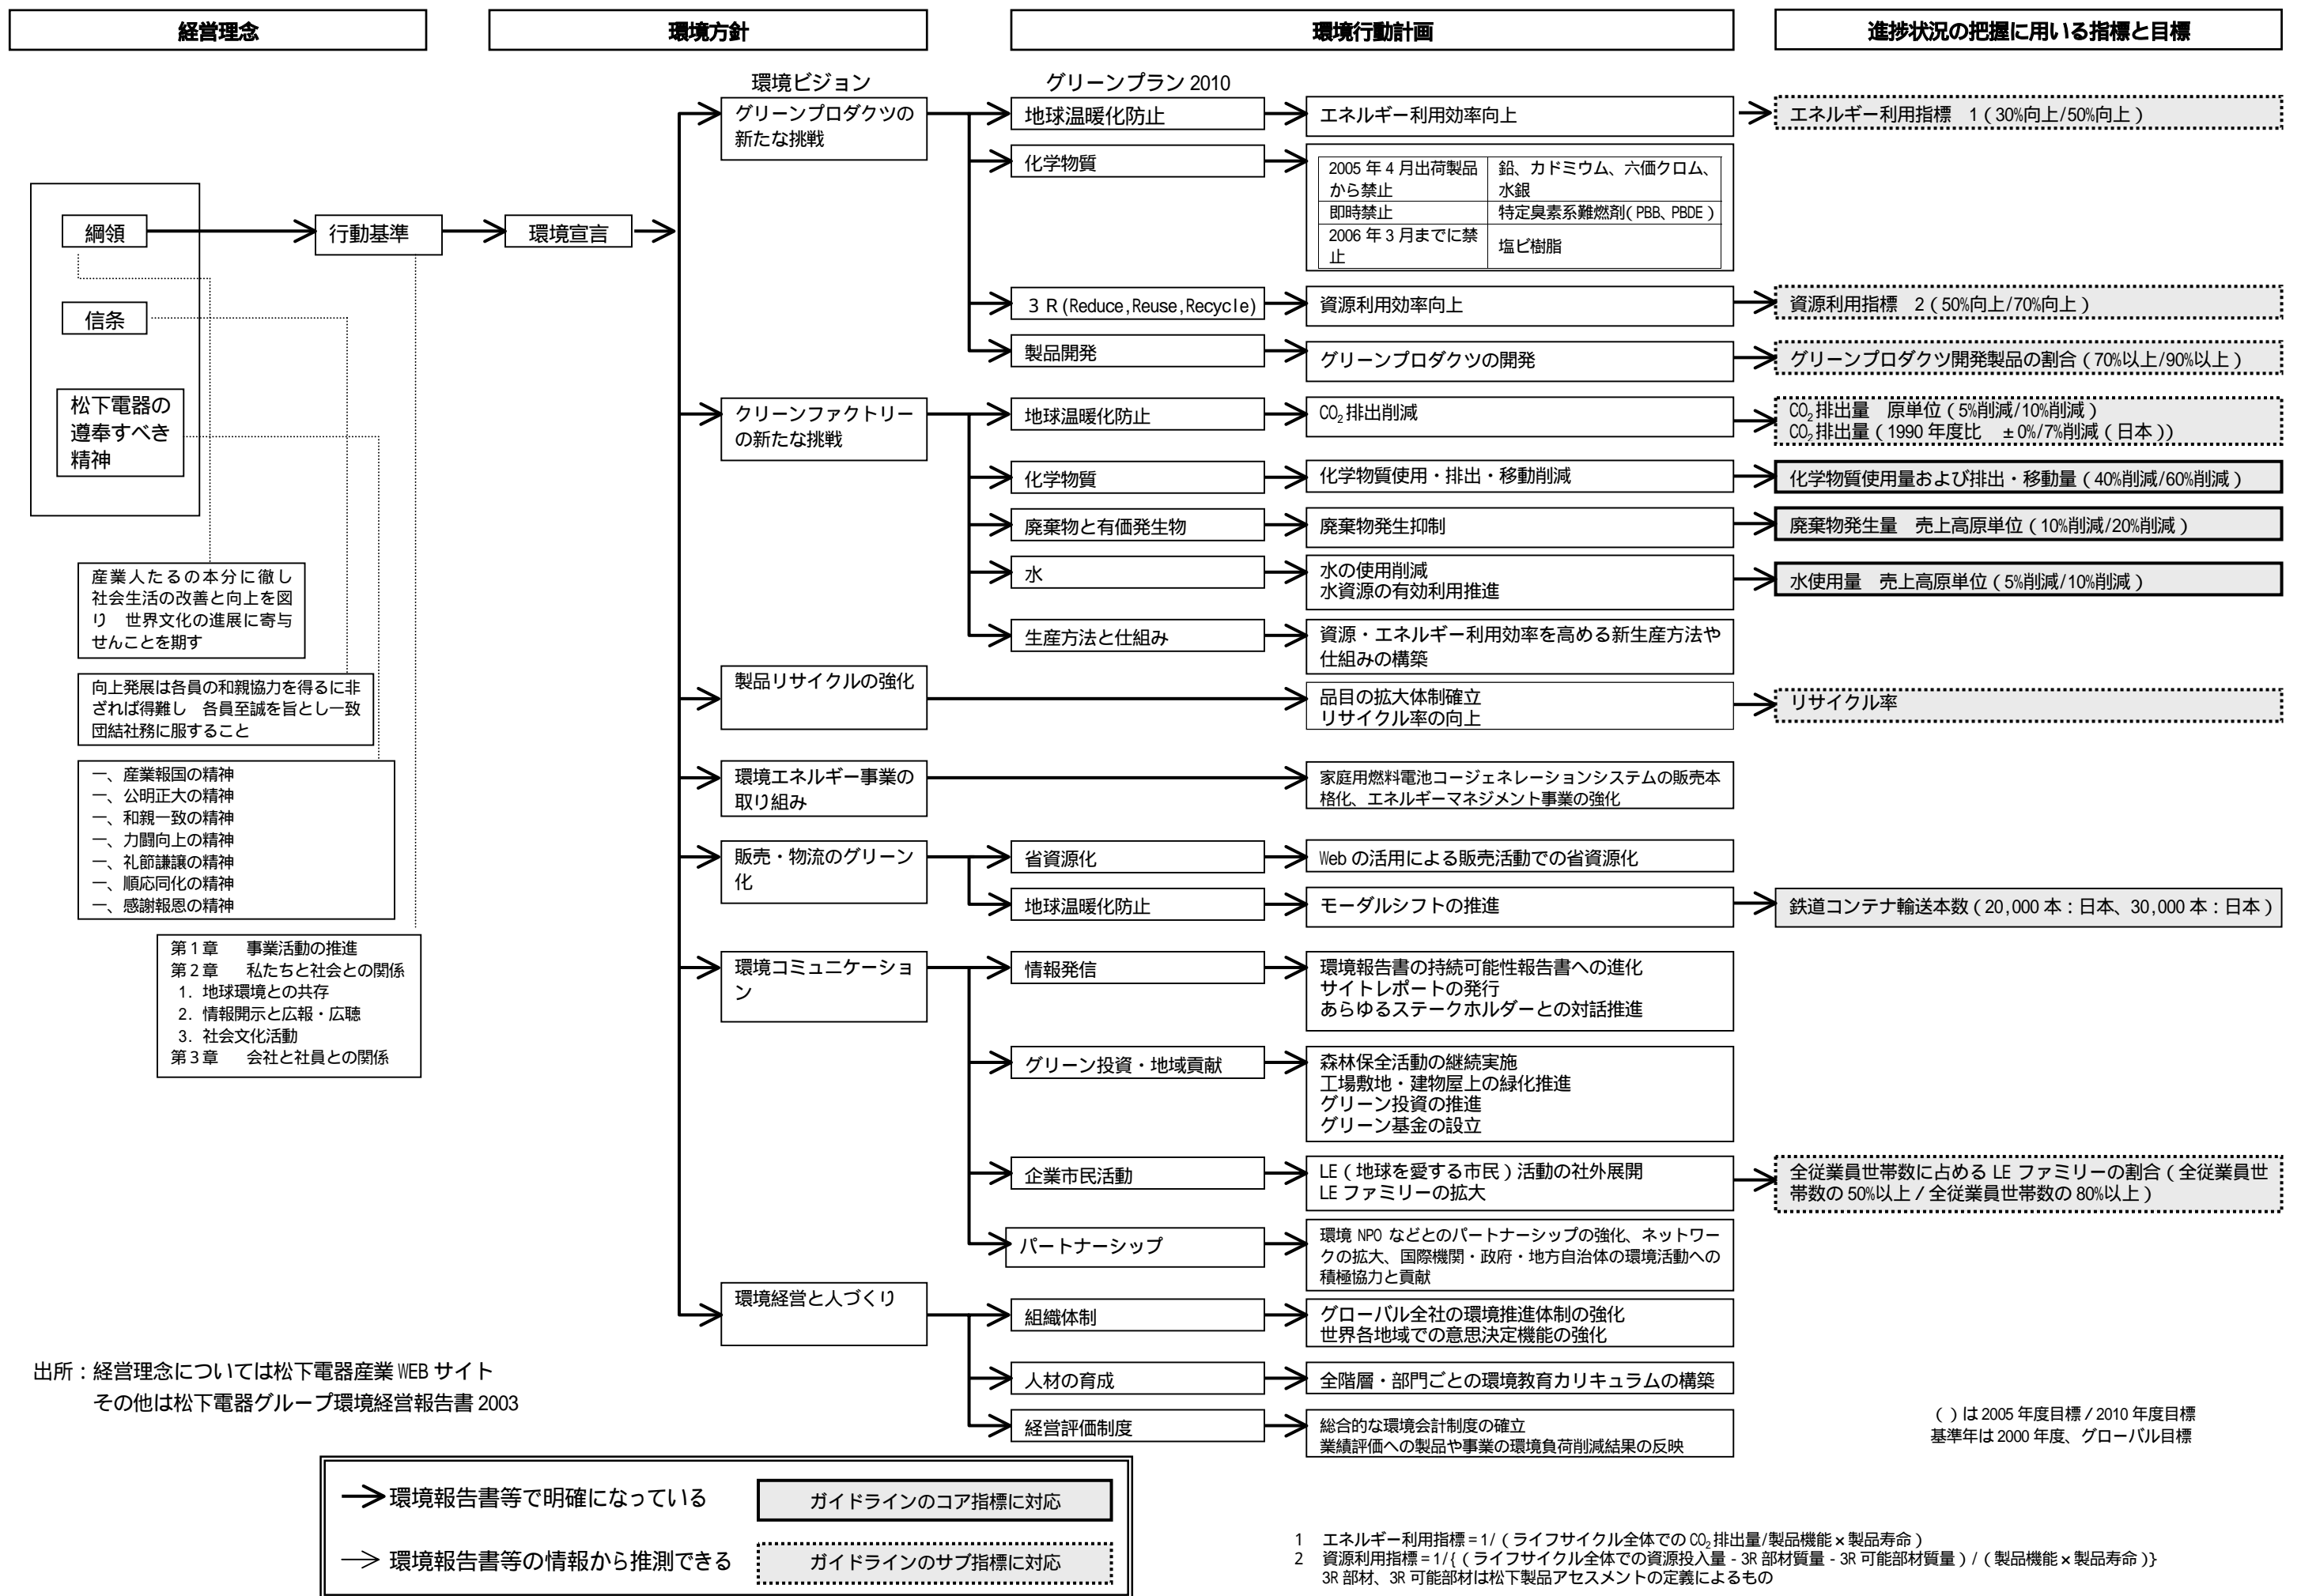 経営理念
環境方針
環境行動計画
進捗状況の把握に用いる指標と目標
環境ビジョン
グリーンプラン 2010
綱領
信条
松下電器の
遵奉すべき
精神
行動基準
環境宣言
産業人たるの本分に徹し
社会生活の改善と向上を図
り　世界文化の進展に寄与
せんことを期す
向上発展は各員の和親協力を得るに非
ざれば得難し　各員至誠を旨とし一致
団結社務に服すること
一、産業報国の精神
一、公明正大の精神
一、和親一致の精神
一、力闘向上の精神
一、礼節謙譲の精神
一、順応同化の精神
一、感謝報恩の精神
第1章　事業活動の推進
第2章　私たちと社会との関係
1. 地球環境との共存
2. 情報開示と広報・広聴
3. 社会文化活動
第3章　会社と社員との関係
グリーンプロダクツの
新たな挑戦
地球温暖化防止
エネルギー利用効率向上
エネルギー利用指標　1（30%向上/50%向上）
化学物質
2005 年 4 月出荷製品
から禁止
鉛、カドミウム、六価クロム、
水銀
即時禁止
特定臭素系難燃剤（PBB、PBDE）
2006 年 3 月までに禁
止
塩ビ樹脂
３Ｒ(Reduce,Reuse,Recycle)
資源利用効率向上
資源利用指標　2（50%向上/70%向上）
製品開発
グリーンプロダクツの開発
グリーンプロダクツ開発製品の割合（70%以上/90%以上）
クリーンファクトリー
の新たな挑戦
地球温暖化防止
CO₂排出削減
CO₂排出量　原単位（5%削減/10%削減）
CO₂排出量（1990 年度比　±0%/7%削減（日本））
化学物質
化学物質使用・排出・移動削減
化学物質使用量および排出・移動量（40%削減/60%削減）
廃棄物と有価発生物
廃棄物発生抑制
廃棄物発生量　売上高原単位（10%削減/20%削減）
水
水の使用削減
水資源の有効利用推進
水使用量　売上高原単位（5%削減/10%削減）
生産方法と仕組み
資源・エネルギー利用効率を高める新生産方法や
仕組みの構築
製品リサイクルの強化
品目の拡大体制確立
リサイクル率の向上
リサイクル率
環境エネルギー事業の
取り組み
家庭用燃料電池コージェネレーションシステムの販売本
格化、エネルギーマネジメント事業の強化
販売・物流のグリーン
化
省資源化
Web の活用による販売活動での省資源化
地球温暖化防止
モーダルシフトの推進
鉄道コンテナ輸送本数（20,000 本：日本、30,000 本：日本）
環境コミュニケーショ
ン
情報発信
環境報告書の持続可能性報告書への進化
サイトレポートの発行
あらゆるステークホルダーとの対話推進
グリーン投資・地域貢献
森林保全活動の継続実施
工場敷地・建物屋上の緑化推進
グリーン投資の推進
グリーン基金の設立
企業市民活動
LE（地球を愛する市民）活動の社外展開
LE ファミリーの拡大
全従業員世帯数に占める LE ファミリーの割合（全従業員世
帯数の 50%以上 / 全従業員世帯数の 80%以上）
パートナーシップ
環境 NPO などとのパートナーシップの強化、ネットワー
クの拡大、国際機関・政府・地方自治体の環境活動への
積極協力と貢献
環境経営と人づくり
組織体制
グローバル全社の環境推進体制の強化
世界各地域での意思決定機能の強化
人材の育成
全階層・部門ごとの環境教育カリキュラムの構築
経営評価制度
総合的な環境会計制度の確立
業績評価への製品や事業の環境負荷削減結果の反映
出所：経営理念については松下電器産業 WEB サイト
その他は松下電器グループ環境経営報告書 2003
（ ）は 2005 年度目標 / 2010 年度目標
基準年は 2000 年度、グローバル目標
環境報告書等で明確になっている
ガイドラインのコア指標に対応
環境報告書等の情報から推測できる
ガイドラインのサブ指標に対応
1　エネルギー利用指標＝1/（ライフサイクル全体での CO₂排出量/製品機能×製品寿命）
2　資源利用指標＝1/{（ライフサイクル全体での資源投入量 - 3R 部材質量 - 3R 可能部材質量）/（製品機能×製品寿命）}
3R 部材、3R 可能部材は松下製品アセスメントの定義によるもの